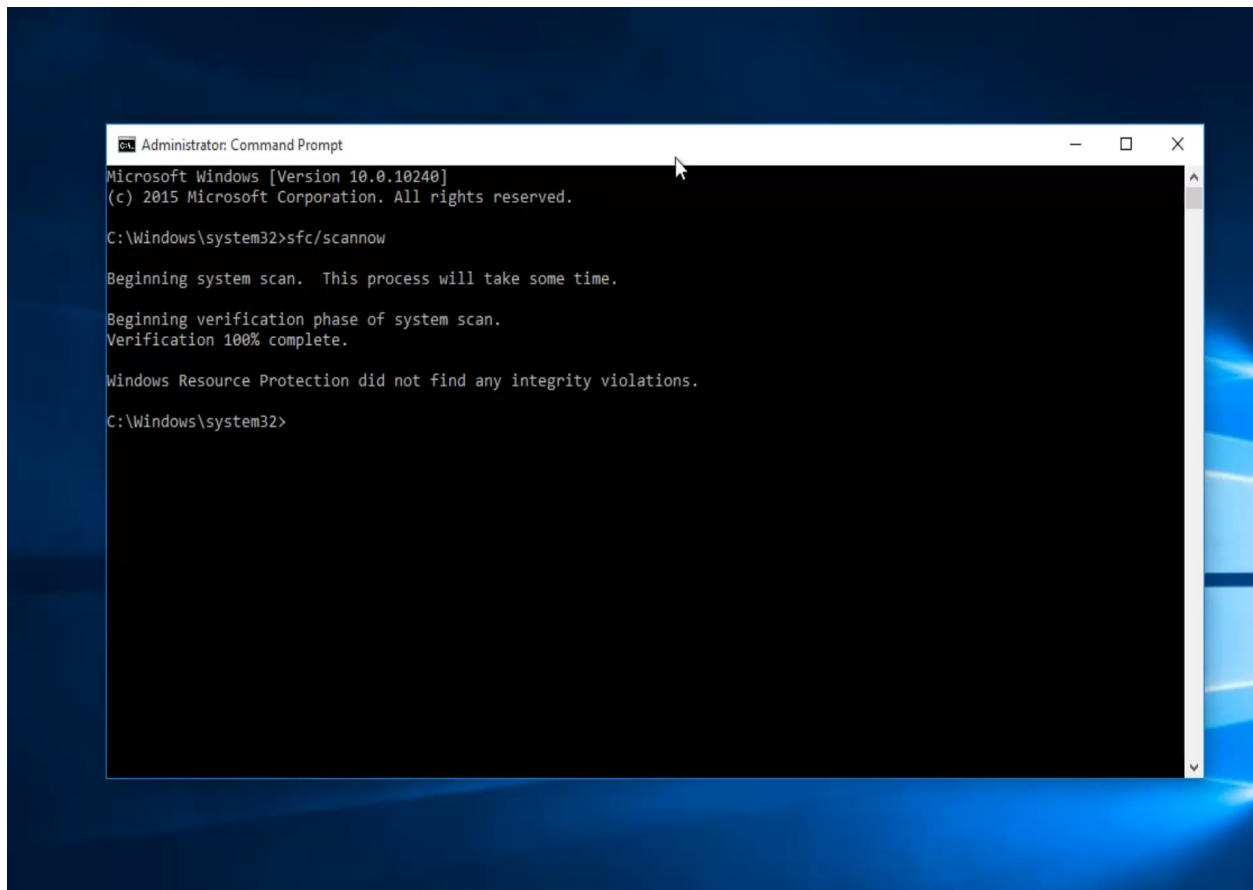 Administrator: Command Prompt
Microsoft Windows [Version 10.0.10240]
(c) 2015 Microsoft Corporation. All rights reserved.
C:\Windows\system32>sfc/scannow
Beginning system scan.  This process will take some time.
Beginning verification phase of system scan.
Verification 100% complete.
Windows Resource Protection did not find any integrity violations.
C:\Windows\system32>